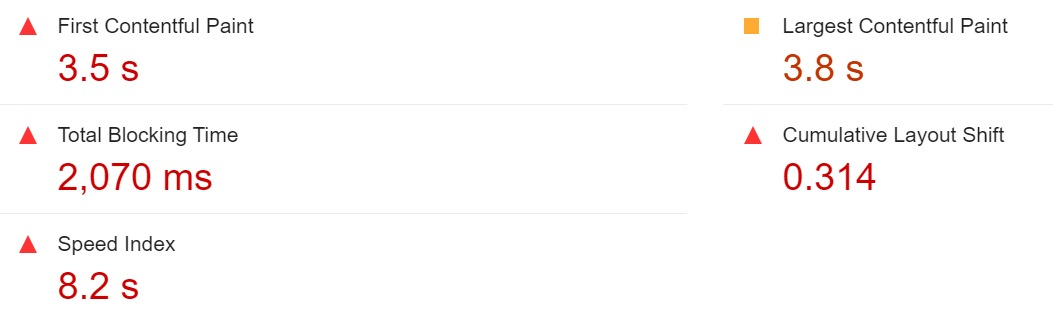 First Contentful Paint
3.5 s
Largest Contentful Paint
3.8 s
Total Blocking Time
2,070 ms
Cumulative Layout Shift
0.314
Speed Index
8.2 s